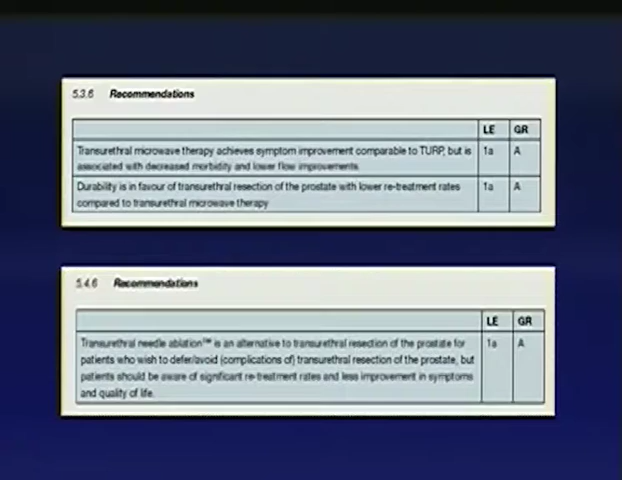 5.3.6 Recommendations
LE GR
Transurethral microwave therapy achieves symptom improvement comparable to TURP, but is 1a A
associated with decreased morbidity and lower flow improvements
Durability is in favour of transurethral resection of the prostate with lower re-treatment rates 1a A
compared to transurethral microwave therapy
5.4.6 Recommendations
LE GR
Transurethral needle ablation™ is an alternative to transurethral resection of the prostate for 1a A
patients who wish to defer/avoid (complications of) transurethral resection of the prostate, but
patients should be aware of significant re-treatment rates and less improvement in symptoms
and quality of life.